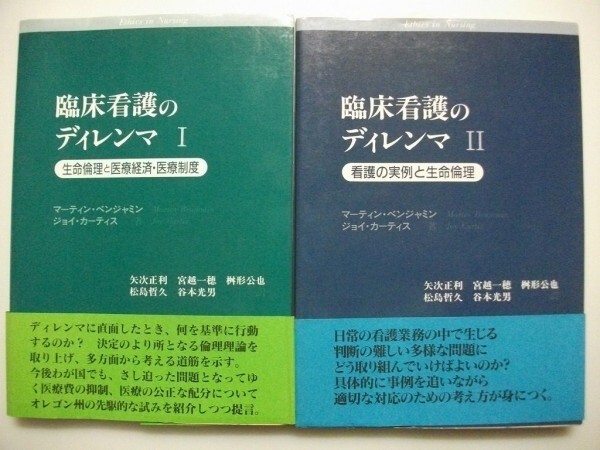 Ethics in Nursing
臨床看護の
ディレンマ I
生命倫理と医療経済・医療制度
マーティン・ベンジャミン
ジョイ・カーティス
矢次正利 宮越一穂 桝形公也
松島哲久 谷本光男
ディレンマに直面したとき、何を基準に行動
するのか? 決定のより所となる倫理理論を
取り上げ、多方面から考える道筋を示す。
今後わが国でも、さし迫った問題となってゆ
く医療費の抑制、医療の公正な配分について
オレゴン州の先駆的な試みを紹介しつつ提言。
Ethics in Nursing
臨床看護の
ディレンマ II
看護の実例と生命倫理
マーティン・ベンジャミン
ジョイ・カーティス 著
矢次正利 宮越一穂 桝形公也
松島哲久 谷本光男
日常の看護業務の中で生じる
判断の難しい多様な問題に
どう取り組んでいけばよいのか?
具体的に事例を追いながら
適切な対応のための考え方が身につく。